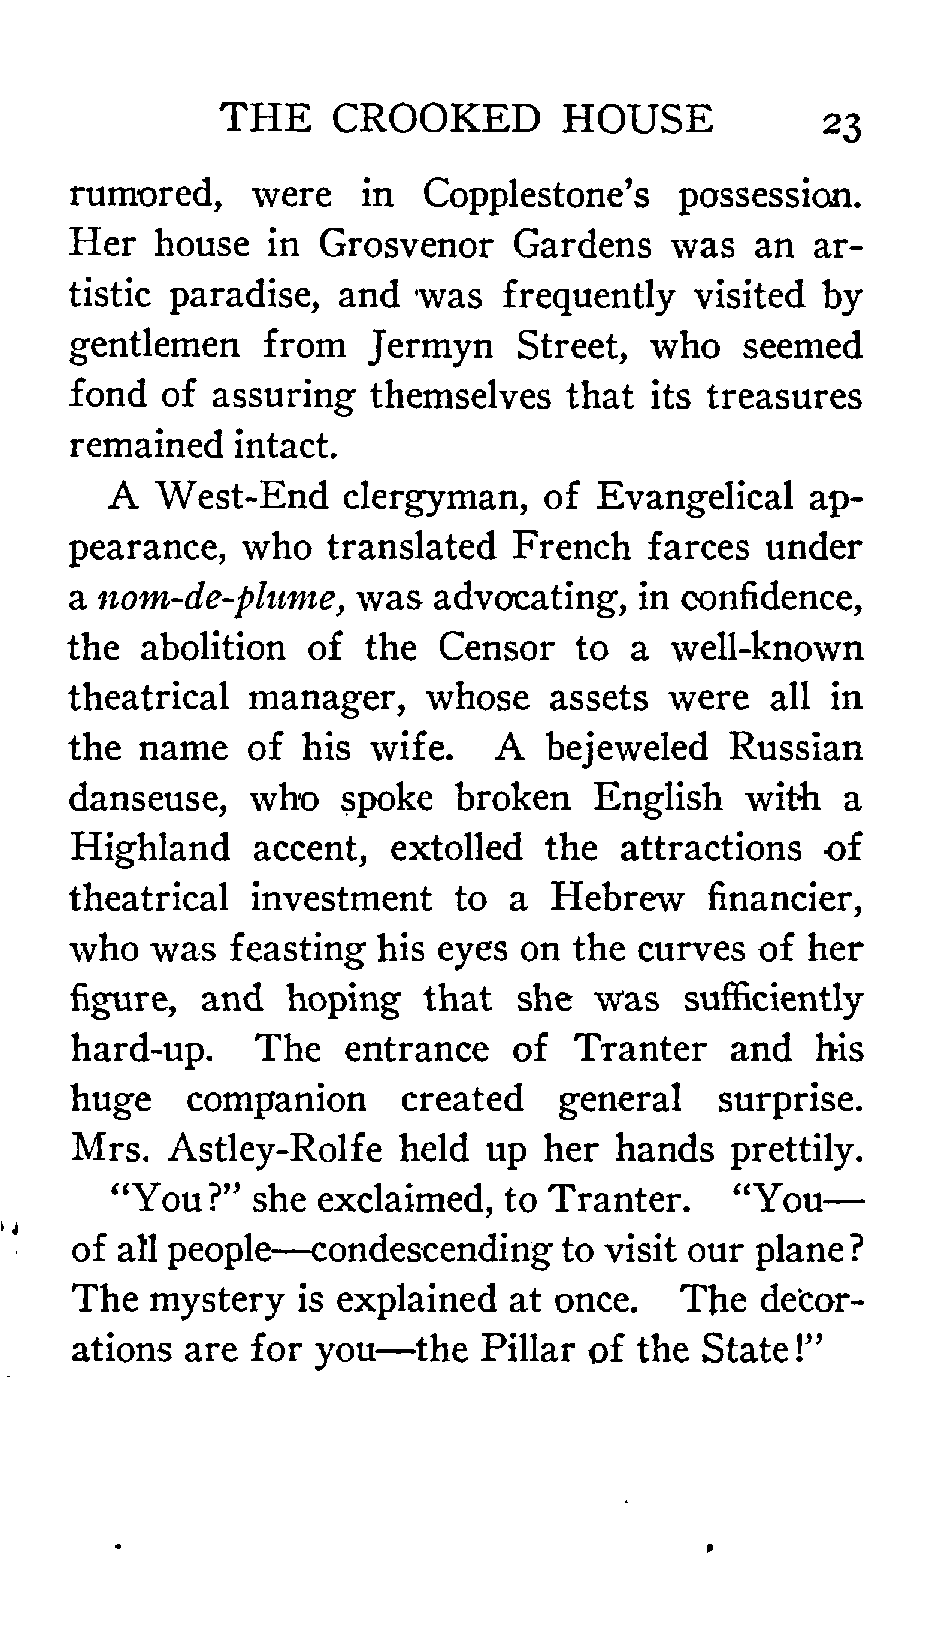 THE CROOKED HOUSE 23
rumored, were in Copplestone's possession.
Her house in Grosvenor Gardens was an ar-
tistic paradise, and was frequently visited by
gentlemen from Jermyn Street, who seemed
fond of assuring themselves that its treasures
remained intact.
A West-End clergyman, of Evangelical ap-
pearance, who translated French farces under
a nom-de-plume, was advocating, in confidence,
the abolition of the Censor to a well-known
theatrical manager, whose assets were all in
the name of his wife. A bejeweled Russian
danseuse, who spoke broken English with a
Highland accent, extolled the attractions of
theatrical investment to a Hebrew financier,
who was feasting his eyes on the curves of her
figure, and hoping that she was sufficiently
hard-up. The entrance of Tranter and his
huge companion created general surprise.
Mrs. Astley-Rolfe held up her hands prettily.
"You?" she exclaimed, to Tranter. "You—
of all people—condescending to visit our plane?
The mystery is explained at once. The decor-
ations are for you—the Pillar of the State!"